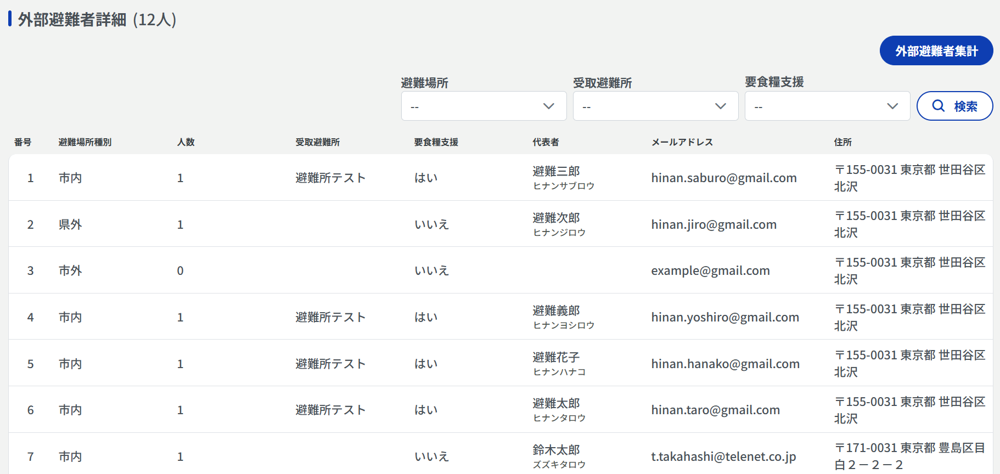 外部避難者詳細 (12人)
外部避難者集計
避難場所 受取避難所 要食糧支援
-- -- -- 検索
番号 避難場所種別 人数 受取避難所 要食糧支援 代表者 メールアドレス 住所
1 市内 1 避難所テスト はい 避難三郎 hinan.saburo@gmail.com 〒155-0031 東京都 世田谷区
ヒナンサブロウ 北沢
2 県外 1 いいえ 避難次郎 hinan.jiro@gmail.com 〒155-0031 東京都 世田谷区
ヒナンジロウ 北沢
3 市外 0 いいえ example@gmail.com 〒155-0031 東京都 世田谷区
北沢
4 市内 1 避難所テスト はい 避難義郎 hinan.yoshiro@gmail.com 〒155-0031 東京都 世田谷区
ヒナンヨシロウ 北沢
5 市内 1 避難所テスト はい 避難花子 hinan.hanako@gmail.com 〒155-0031 東京都 世田谷区
ヒナンハナコ 北沢
6 市内 1 避難所テスト はい 避難太郎 hinan.taro@gmail.com 〒155-0031 東京都 世田谷区
ヒナンタロウ 北沢
7 市内 1 いいえ 鈴木太郎 t.takahashi@telenet.co.jp 〒171-0031 東京都 豊島区目
ズズキタロウ 白２－２－２